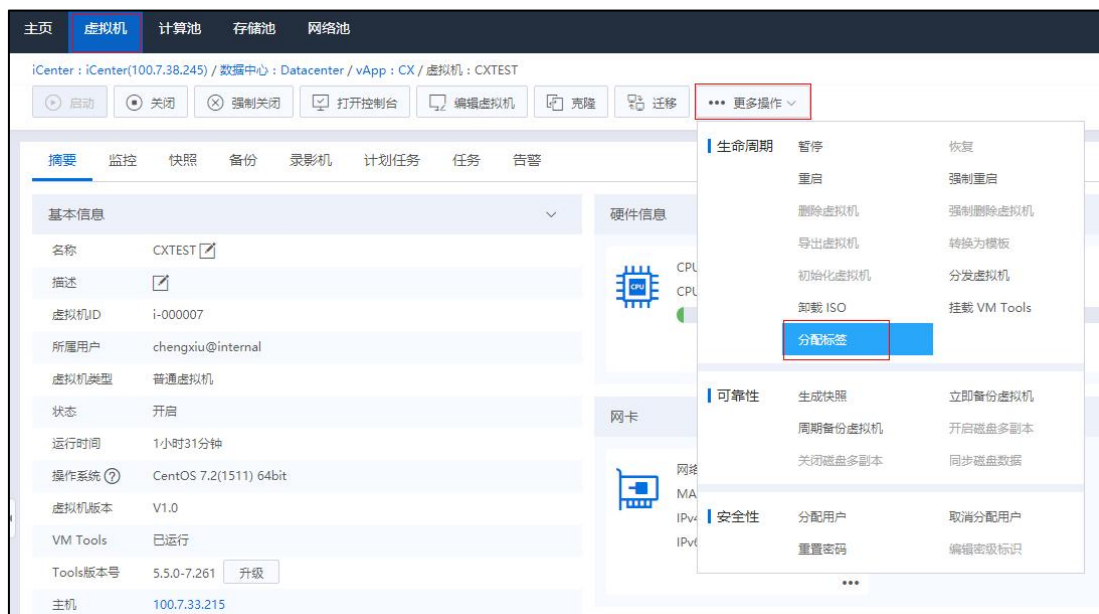 主页 虚拟机 计算池 存储池 网络池
iCenter : iCenter(100.7.38.245) / 数据中心 : Datacenter / vApp : CX / 虚拟机 : CXTEST
启动 关闭 强制关闭 打开控制台 编辑虚拟机 克隆 迁移 ••• 更多操作
摘要 监控 快照 备份 录影机 计划任务 任务 告警
基本信息
名称 CXTEST
描述
虚拟机ID i-000007
所属用户 chengxiu@internal
虚拟机类型 普通虚拟机
状态 开启
运行时间 1小时31分钟
操作系统 ? CentOS 7.2(1511) 64bit
虚拟机版本 V1.0
VM Tools 已运行
Tools版本号 5.5.0-7.261 升级
主机 100.7.33.215
硬件信息
CPU
CPU
CPU
网卡
网络
MA
IPv4
IPv6
•••
生命周期 暂停 恢复
重启 强制重启
删除虚拟机 强制删除虚拟机
导出虚拟机 转换为模板
初始化虚拟机 分发虚拟机
卸载 ISO 挂载 VM Tools
分配标签
可靠性 生成快照 立即备份虚拟机
周期备份虚拟机 开启磁盘多副本
关闭磁盘多副本 同步磁盘数据
安全性 分配用户 取消分配用户
重置密码 编辑密级标识